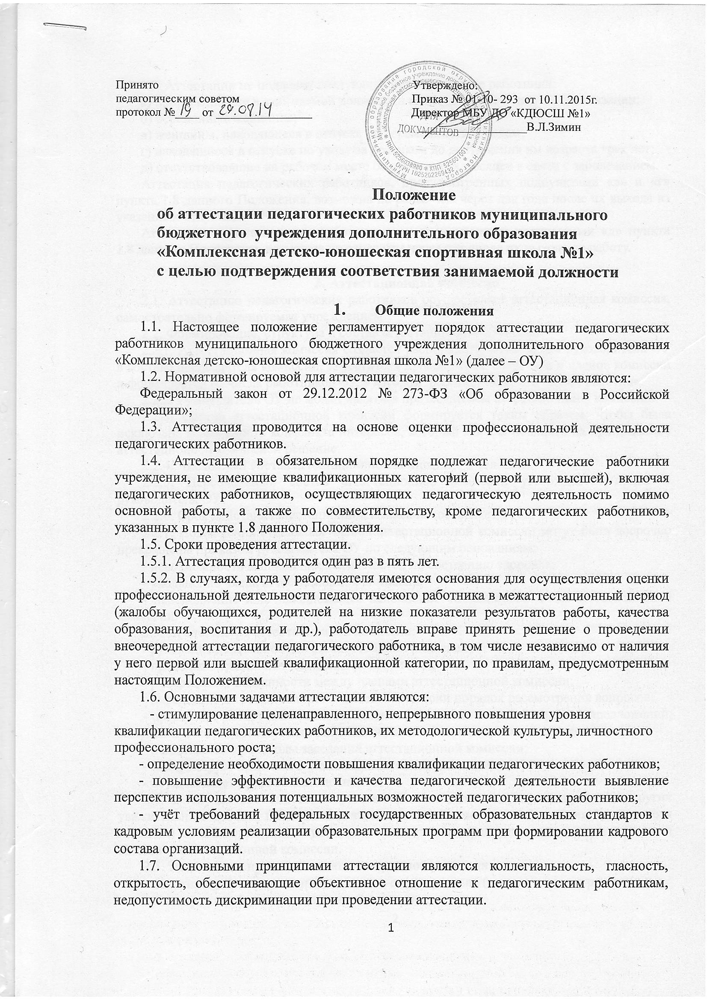 Принято
педагогическим советом
протокол № 19 от 29.08.14
Утверждено:
Приказ № 01-10- 293 от 10.11.2015г.
Директор МБУ ДО «КДЮСШ №1»
В.Л.Зимин
ДЛЯ
ДОКУМЕНТОВ
ИНН 5256038980 * КПП 525601001 *
ОГРН 1025202269432
Положение
об аттестации педагогических работников муниципального
бюджетного учреждения дополнительного образования
«Комплексная детско-юношеская спортивная школа №1»
с целью подтверждения соответствия занимаемой должности
1. Общие положения
1.1. Настоящее положение регламентирует порядок аттестации педагогических
работников муниципального бюджетного учреждения дополнительного образования
«Комплексная детско-юношеская спортивная школа №1» (далее – ОУ)
1.2. Нормативной основой для аттестации педагогических работников являются:
Федеральный закон от 29.12.2012 № 273-ФЗ «Об образовании в Российской
Федерации»;
1.3. Аттестация проводится на основе оценки профессиональной деятельности
педагогических работников.
1.4. Аттестации в обязательном порядке подлежат педагогические работники
учреждения, не имеющие квалификационных категорий (первой или высшей), включая
педагогических работников, осуществляющих педагогическую деятельность помимо
основной работы, а также по совместительству, кроме педагогических работников,
указанных в пункте 1.8 данного Положения.
1.5. Сроки проведения аттестации.
1.5.1. Аттестация проводится один раз в пять лет.
1.5.2. В случаях, когда у работодателя имеются основания для осуществления оценки
профессиональной деятельности педагогического работника в межаттестационный период
(жалобы обучающихся, родителей на низкие показатели результатов работы, качества
образования, воспитания и др.), работодатель вправе принять решение о проведении
внеочередной аттестации педагогического работника, в том числе независимо от наличия
у него первой или высшей квалификационной категории, по правилам, предусмотренным
настоящим Положением.
1.6. Основными задачами аттестации являются:
- стимулирование целенаправленного, непрерывного повышения уровня
квалификации педагогических работников, их методологической культуры, личностного
профессионального роста;
- определение необходимости повышения квалификации педагогических работников;
- повышение эффективности и качества педагогической деятельности выявление
перспектив использования потенциальных возможностей педагогических работников;
- учёт требований федеральных государственных образовательных стандартов к
кадровым условиям реализации образовательных программ при формировании кадрового
состава организаций.
1.7. Основными принципами аттестации являются коллегиальность, гласность,
открытость, обеспечивающие объективное отношение к педагогическим работникам,
недопустимость дискриминации при проведении аттестации.
1